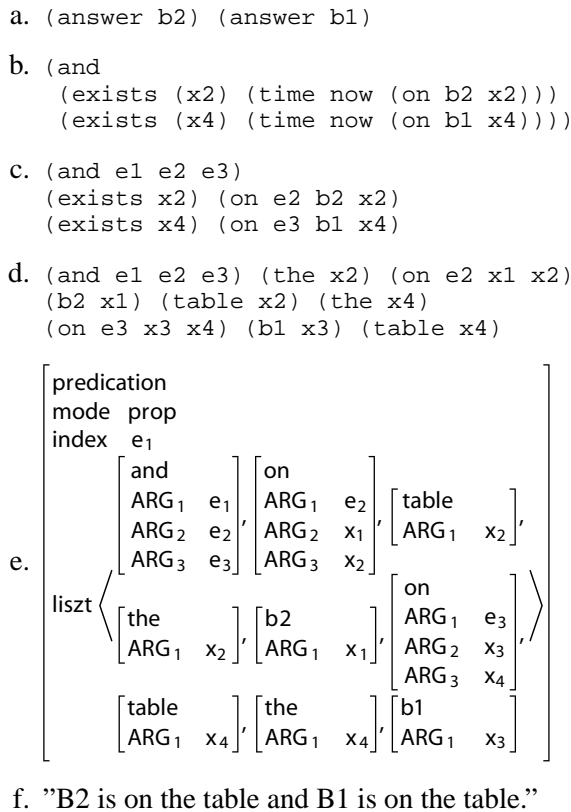 a. (answer b2) (answer b1)
b. (and
(exists (x2) (time now (on b2 x2)))
(exists (x4) (time now (on b1 x4))))
c. (and e1 e2 e3)
(exists x2) (on e2 b2 x2)
(exists x4) (on e3 b1 x4)
d. (and e1 e2 e3) (the x2) (on e2 x1 x2)
(b2 x1) (table x2) (the x4)
(on e3 x3 x4) (b1 x3) (table x4)
e.
predication
mode prop
index e1
liszt
and
ARG1 e1
ARG2 e2
ARG3 e3,
on
ARG1 e2
ARG2 x1
ARG3 x2,
table
ARG1 x2,
the
ARG1 x2,
b2
ARG1 x1,
on
ARG1 e3
ARG2 x3
ARG3 x4,
table
ARG1 x4,
the
ARG1 x4,
b1
ARG1 x3
f. ”B2 is on the table and B1 is on the table.”